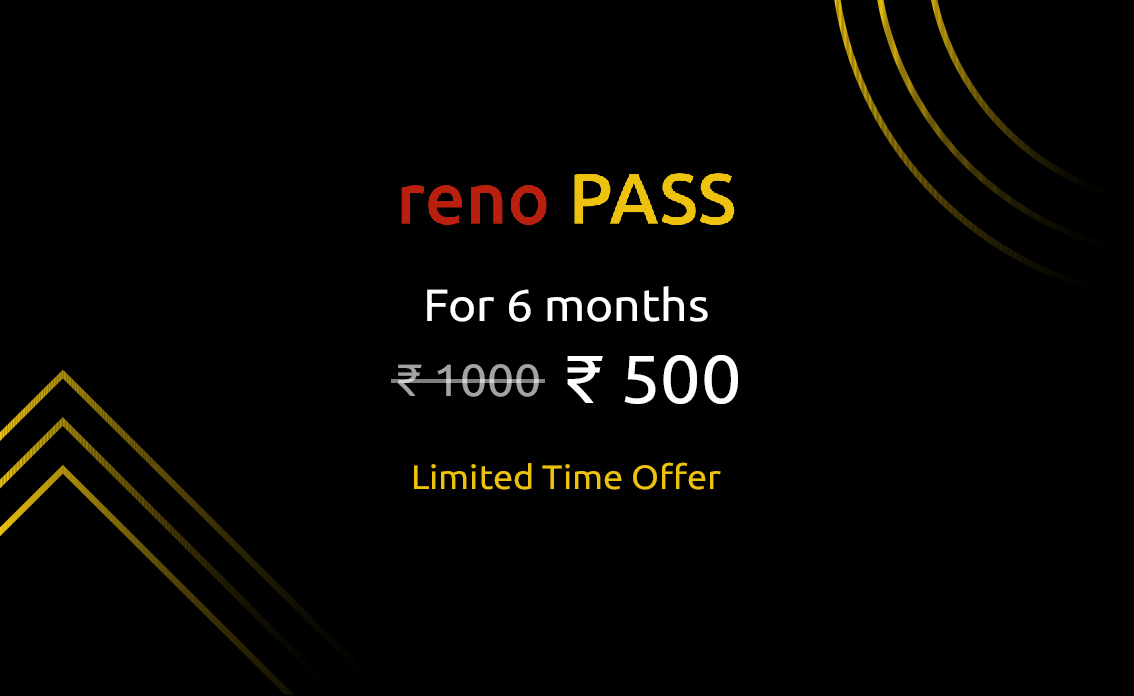 reno PASS
For 6 months
₹ 1000 ₹ 500
Limited Time Offer